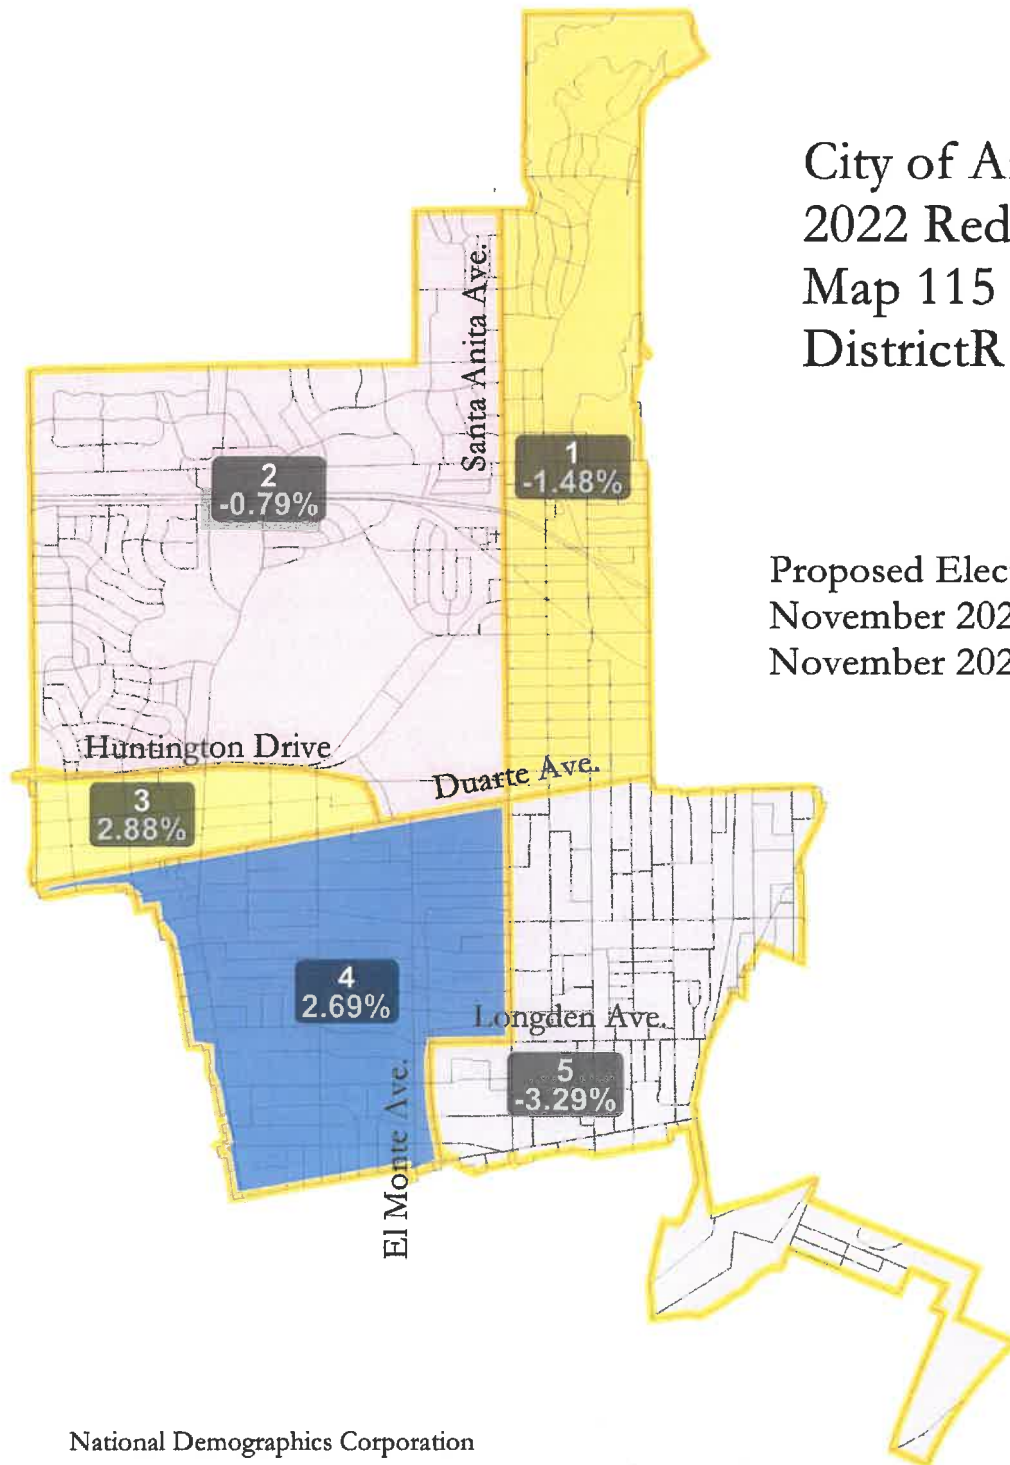 City of A
2022 Red
Map 115
DistrictR
Santa Anita Ave.
1
-1.48%
2
-0.79%
Proposed Elec
November 202
November 202
Huntington Drive
Duarte Ave.
3
2.88%
4
2.69%
Longden Ave.
5
-3.29%
El Monte Ave.
National Demographics Corporation